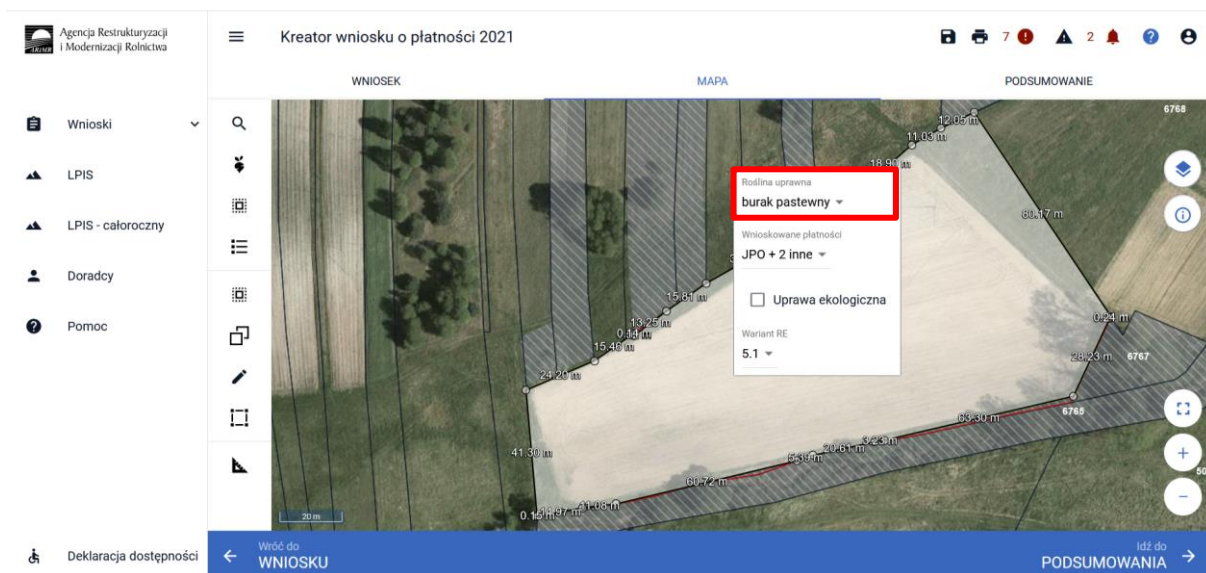 Agencja Restrukturyzacji
i Modernizacji Rolnictwa
ARiMR
Kreator wniosku o płatności 2021
7
2
WNIOSEK
MAPA
PODSUMOWANIE
Wnioski
LPIS
LPIS - całoroczny
Doradcy
Pomoc
Deklaracja dostępności
6768
12.05 m
11.03 m
18.90 m
Roślina uprawna
burak pastewny
Wnioskowane płatności
JPO + 2 inne
Uprawa ekologiczna
Wariant RE
5.1
80.17 m
15.81 m
13.25 m
0.14 m
15.46 m
24.20 m
0.24 m
28.23 m
6767
6765
63.30 m
3.23 m
20.61 m
5.39 m
60.72 m
41.30 m
11.08 m
20 m
50
Wróć do
WNIOSKU
Idź do
PODSUMOWANIA